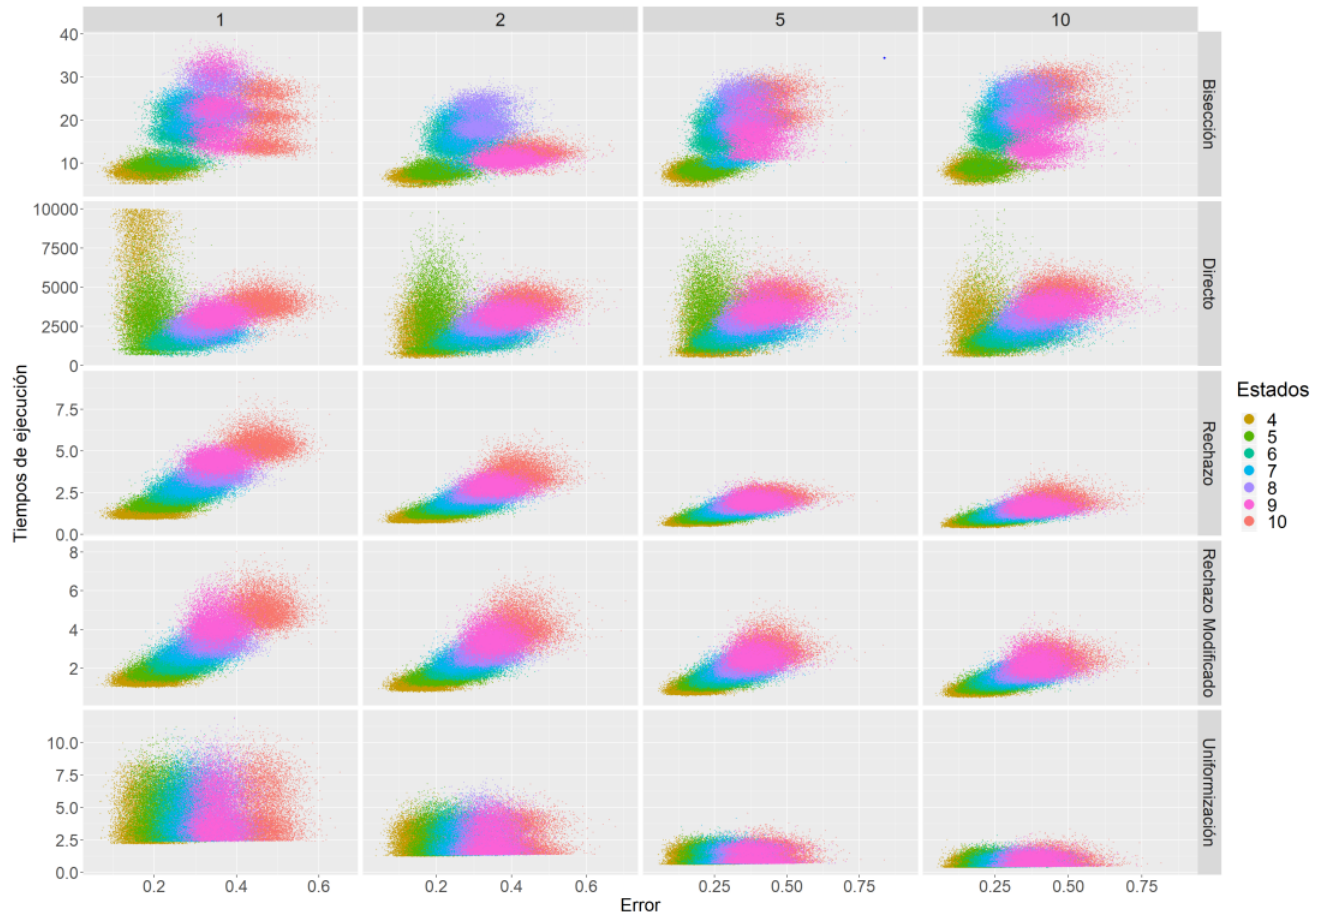 1 2 5 10
40
30
20
10
Bisección
10000
7500
5000
2500
0
Directo
7.5
5.0
2.5
0.0
Rechazo
8
6
4
2
Rechazo Modificado
10.0
7.5
5.0
2.5
0.0
Uniformización
0.2 0.4 0.6 0.2 0.4 0.6 0.25 0.50 0.75 0.25 0.50 0.75
Error
Tiempos de ejecución
Estados
4
5
6
7
8
9
10